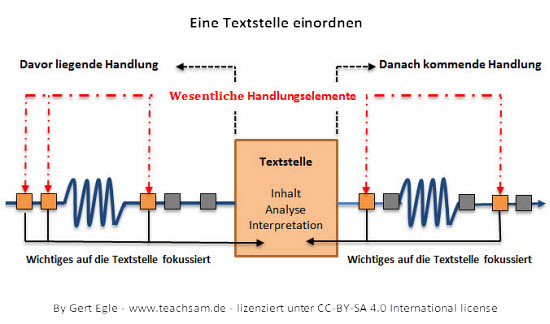 Eine Textstelle einordnen
Davor liegende Handlung
Danach kommende Handlung
Wesentliche Handlungselemente
Textstelle
Inhalt
Analyse
Interpretation
Wichtiges auf die Textstelle fokussiert
Wichtiges auf die Textstelle fokussiert
By Gert Egle - www.teachsam.de - lizenziert unter CC-BY-SA 4.0 International license